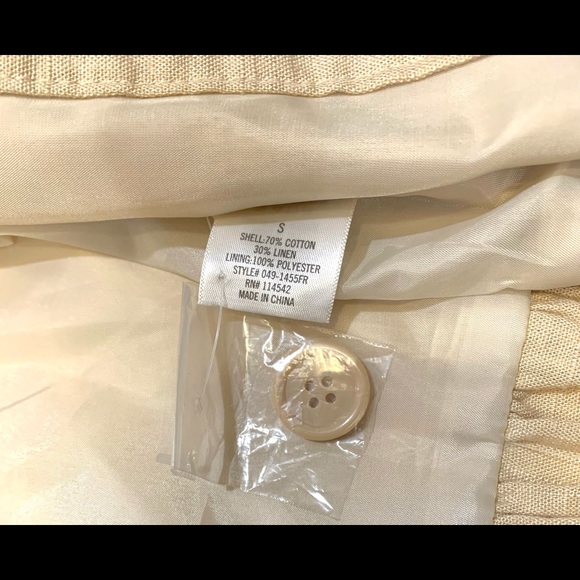 S
SHELL:70% COTTON
30% LINEN
LINING:100% POLYESTER
STYLE# 049-1455FR
RN# 114542
MADE IN CHINA